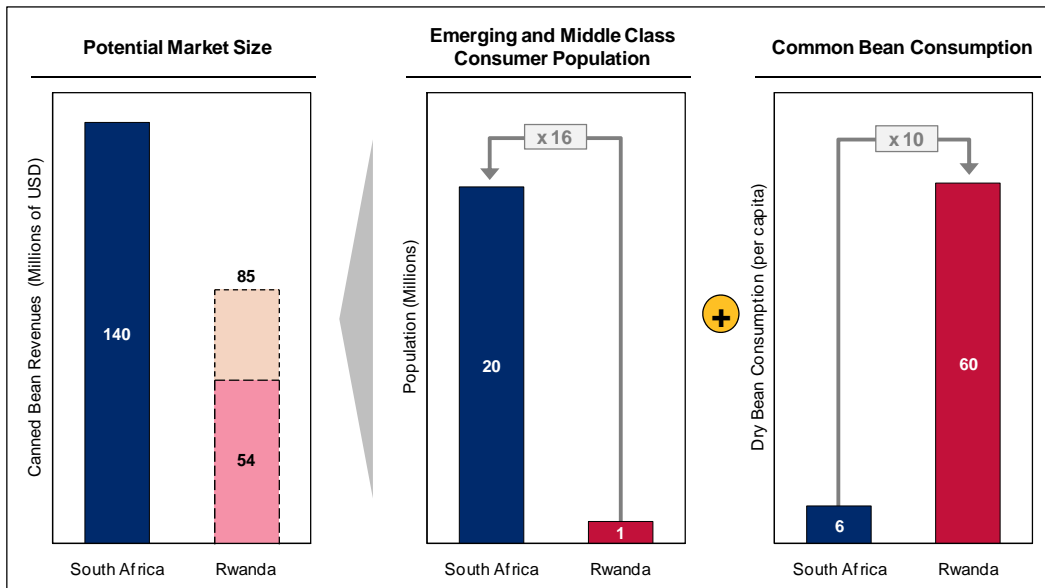 Potential Market Size
Canned Bean Revenues (Millions of USD)
140
85
54
South Africa
Rwanda
Emerging and Middle Class
Consumer Population
Population (Millions)
x 16
20
1
South Africa
Rwanda
+
Common Bean Consumption
Dry Bean Consumption (per capita)
x 10
6
60
South Africa
Rwanda